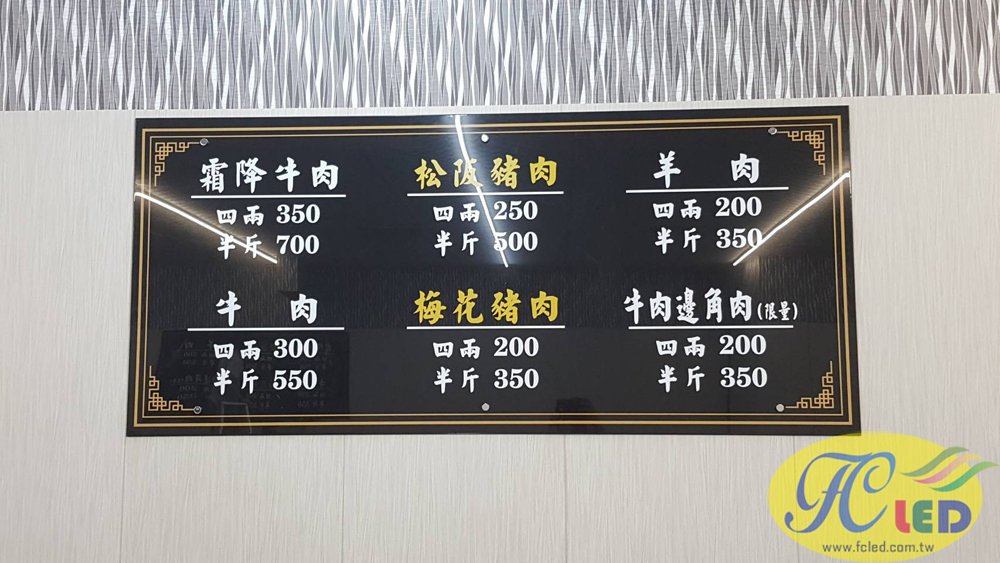 霜降牛肉
四兩 350
半斤 700
松阪豬肉
四兩 250
半斤 500
羊 肉
四兩 200
半斤 350
牛 肉
四兩 300
半斤 550
梅花豬肉
四兩 200
半斤 350
牛肉邊角肉(限量)
四兩 200
半斤 350
FC LED
www.fcled.com.tw